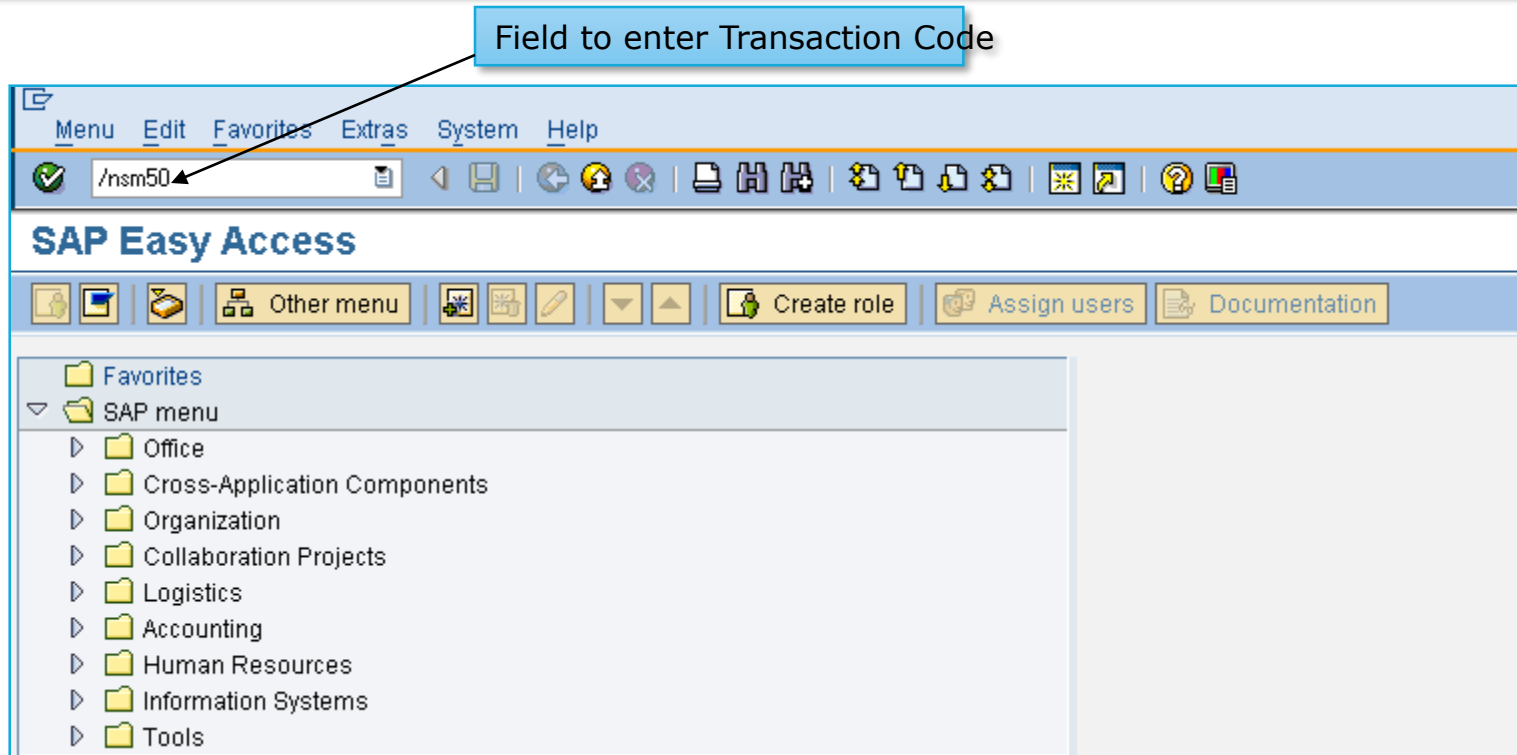 Field to enter Transaction Code
Menu Edit Favorites Extras System Help
/nsm50
SAP Easy Access
Other menu Create role Assign users Documentation
Favorites
SAP menu
Office
Cross-Application Components
Organization
Collaboration Projects
Logistics
Accounting
Human Resources
Information Systems
Tools